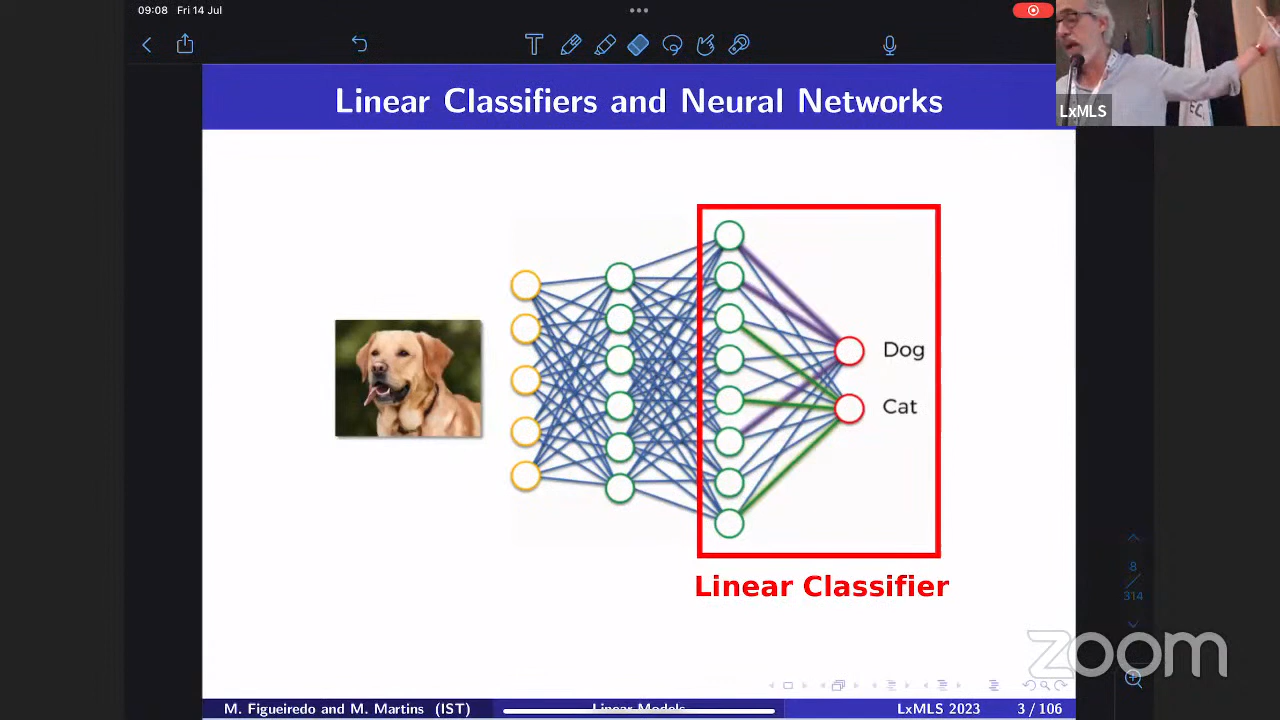 09:08 Fri 14 Jul
LxMLS
Linear Classifiers and Neural Networks
Dog
Cat
Linear Classifier
8
314
zoom
M. Figueiredo and M. Martins (IST) Linear Models LxMLS 2023 3 / 106